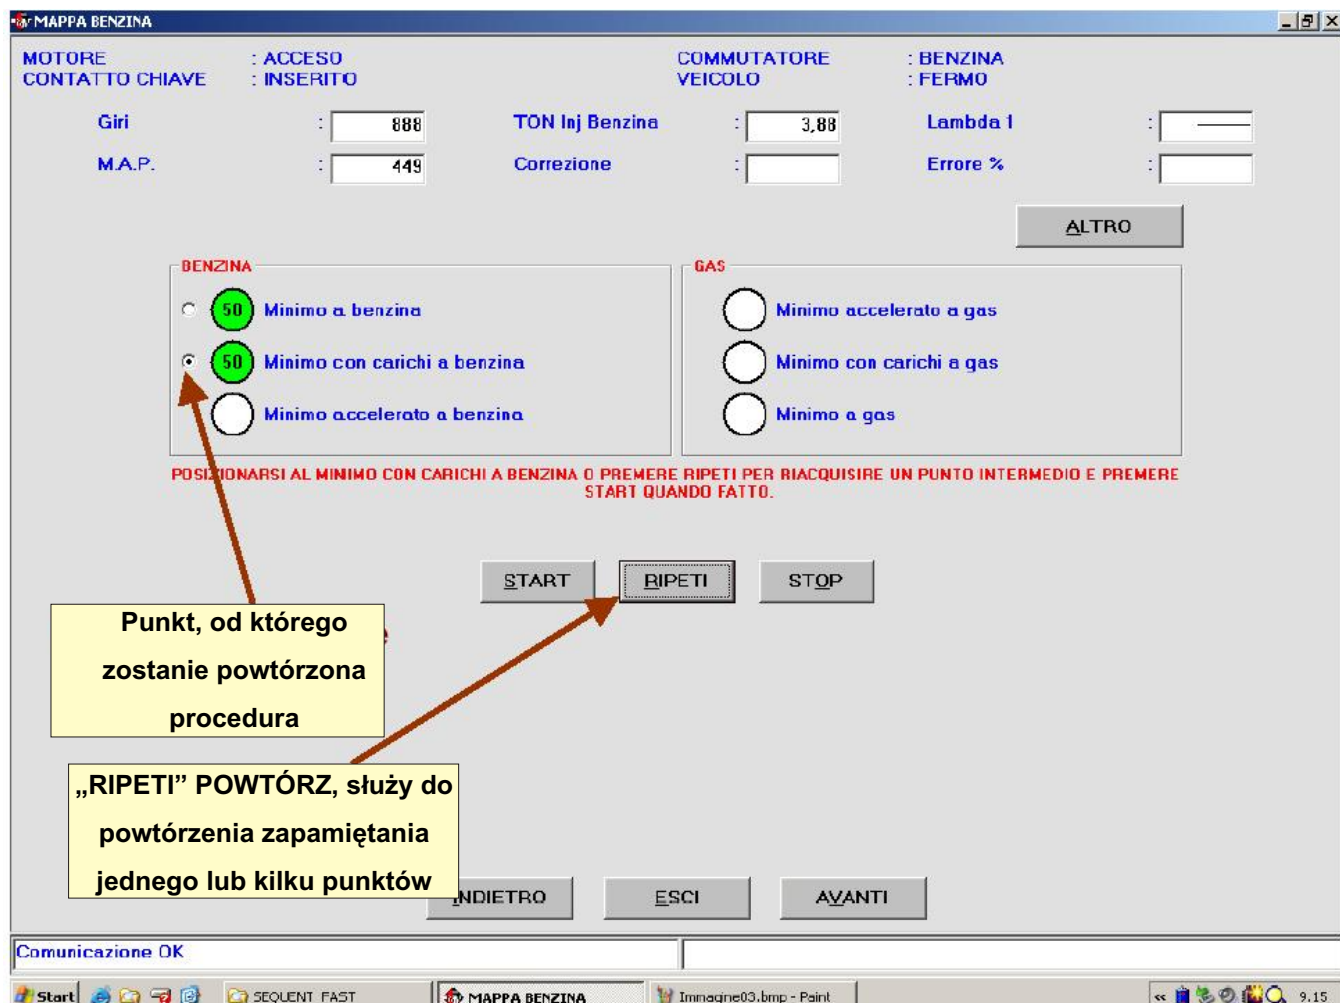 MAPPA BENZINA
MOTORE : ACCESO COMMUTATORE : BENZINA
CONTATTO CHIAVE : INSERITO VEICOLO : FERMO
Giri : 888 TON Inj Benzina : 3,88 Lambda 1 :
M.A.P. : 449 Correzione : Errore % :
ALTRO
BENZINA
50 Minimo a benzina
50 Minimo con carichi a benzina
Minimo accelerato a benzina
GAS
Minimo accelerato a gas
Minimo con carichi a gas
Minimo a gas
POSIZIONARSI AL MINIMO CON CARICHI A BENZINA O PREMERE RIPETI PER RIACQUISIRE UN PUNTO INTERMEDIO E PREMERE
START QUANDO FATTO.
START RIPETI STOP
Punkt, od którego
zostanie powtórzona
procedura
„RIPETI” POWTÓRZ, służy do
powtórzenia zapamiętania
jednego lub kilku punktów
INDIETRO ESCI AVANTI
Comunicazione OK
Start SEQUENT FAST MAPPA BENZINA Immagine03.bmp - Paint « 9.15